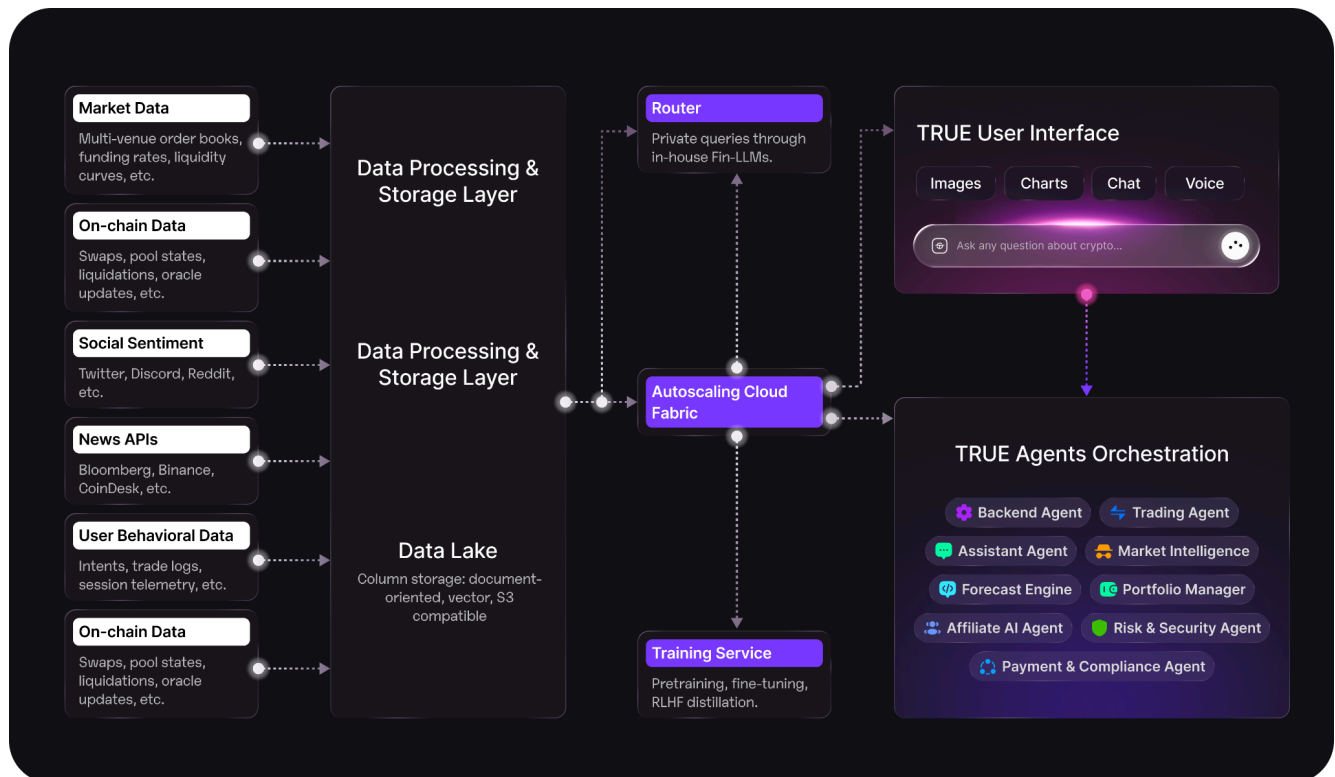 Market Data
Multi-venue order books,
funding rates, liquidity
curves, etc.
On-chain Data
Swaps, pool states,
liquidations, oracle
updates, etc.
Social Sentiment
Twitter, Discord, Reddit,
etc.
News APIs
Bloomberg, Binance,
CoinDesk, etc.
User Behavioral Data
Intents, trade logs,
session telemetry, etc.
On-chain Data
Swaps, pool states,
liquidations, oracle
updates, etc.
Data Processing &
Storage Layer
Data Processing &
Storage Layer
Data Lake
Column storage: document-
oriented, vector, S3
compatible
Router
Private queries through
in-house Fin-LLMs.
Autoscaling Cloud
Fabric
Training Service
Pretraining, fine-tuning,
RLHF distillation.
TRUE User Interface
Images
Charts
Chat
Voice
Ask any question about crypto...
TRUE Agents Orchestration
Backend Agent
Trading Agent
Assistant Agent
Market Intelligence
Forecast Engine
Portfolio Manager
Affiliate AI Agent
Risk & Security Agent
Payment & Compliance Agent